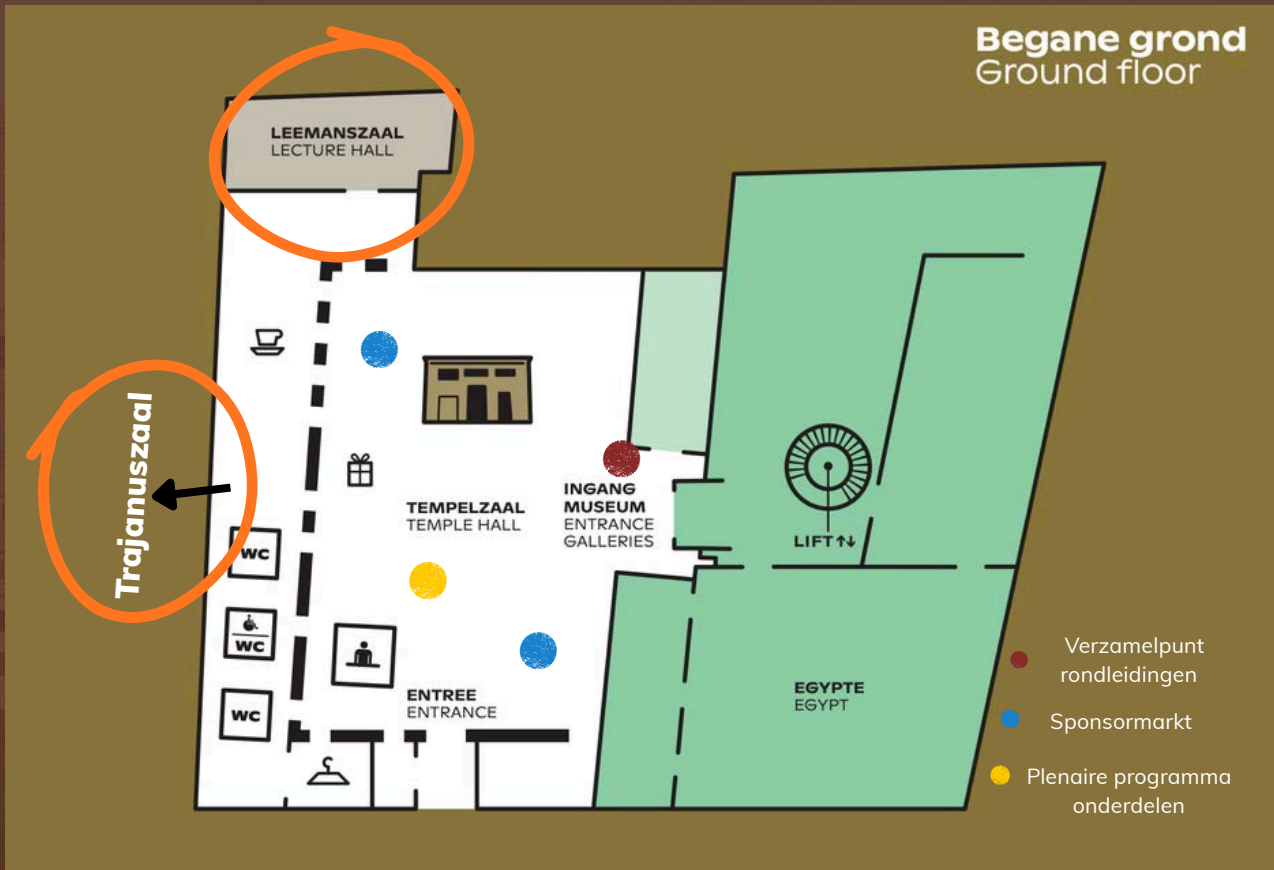 Begane grond
Ground floor
LEEMANSZAAL
LECTURE HALL
Trajanuszaal
TEMPELZAAL
TEMPLE HALL
INGANG
MUSEUM
ENTRANCE
GALLERIES
LIFT↑↓
WC
WC
WC
ENTREE
ENTRANCE
EGYPTE
EGYPT
Verzamelpunt
rondleidingen
Sponsormarkt
Plenaire programma
onderdelen